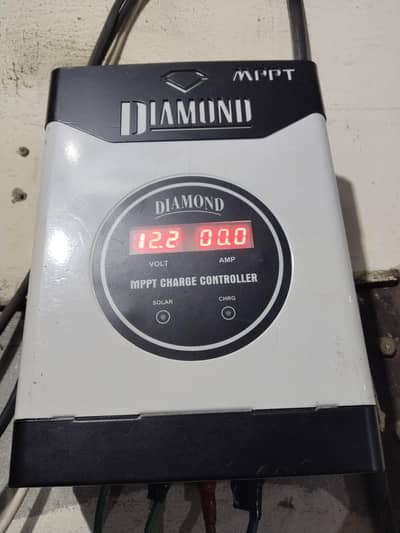 MPPT
DIAMOND
DIAMOND
12.2 00.0
VOLT AMP
MPPT CHARGE CONTROLLER
SOLAR CHRG